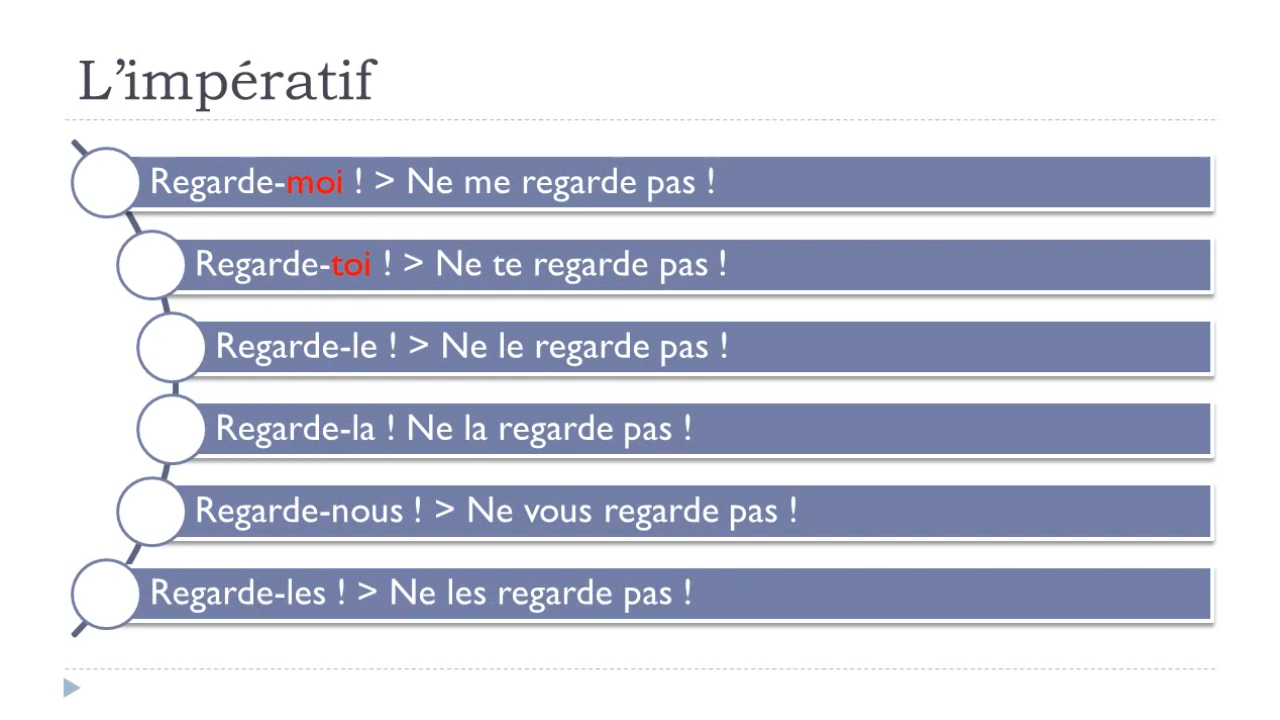 L’impératif
Regarde-moi ! > Ne me regarde pas !
Regarde-toi ! > Ne te regarde pas !
Regarde-le ! > Ne le regarde pas !
Regarde-la ! Ne la regarde pas !
Regarde-nous ! > Ne vous regarde pas !
Regarde-les ! > Ne les regarde pas !